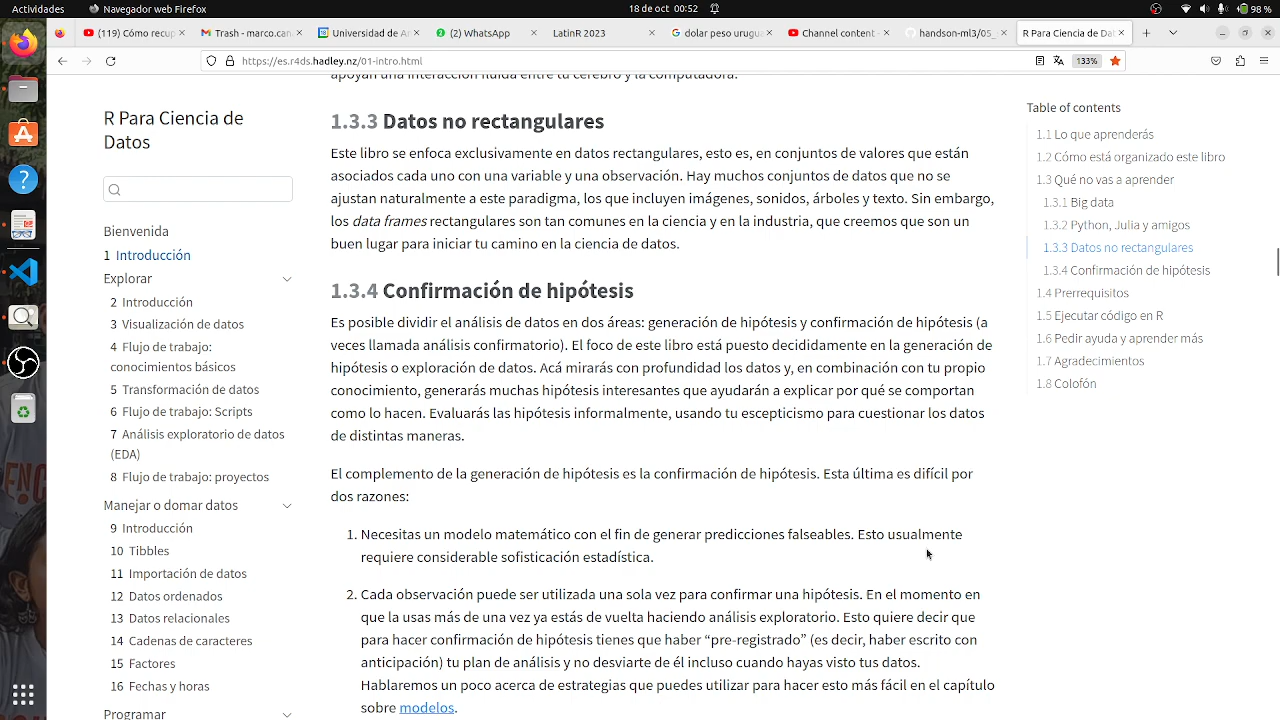 Actividades
Navegador web Firefox
18 de oct 00:52
98 %
(119) Cómo recup
Trash - marco.can
Universidad de Ar
(2) WhatsApp
LatinR 2023
dolar peso urugua
Channel content -
handson-ml3/05_
R Para Ciencia de Dat
https://es.r4ds.hadley.nz/01-intro.html
133%
apoyan una interacción fluida entre tu cerebro y la computadora.
R Para Ciencia de
Datos
Bienvenida
1 Introducción
Explorar
2 Introducción
3 Visualización de datos
4 Flujo de trabajo:
conocimientos básicos
5 Transformación de datos
6 Flujo de trabajo: Scripts
7 Análisis exploratorio de datos
(EDA)
8 Flujo de trabajo: proyectos
Manejar o domar datos
9 Introducción
10 Tibbles
11 Importación de datos
12 Datos ordenados
13 Datos relacionales
14 Cadenas de caracteres
15 Factores
16 Fechas y horas
Programar
1.3.3 Datos no rectangulares
Este libro se enfoca exclusivamente en datos rectangulares, esto es, en conjuntos de valores que están
asociados cada uno con una variable y una observación. Hay muchos conjuntos de datos que no se
ajustan naturalmente a este paradigma, los que incluyen imágenes, sonidos, árboles y texto. Sin embargo,
los data frames rectangulares son tan comunes en la ciencia y en la industria, que creemos que son un
buen lugar para iniciar tu camino en la ciencia de datos.
1.3.4 Confirmación de hipótesis
Es posible dividir el análisis de datos en dos áreas: generación de hipótesis y confirmación de hipótesis (a
veces llamada análisis confirmatorio). El foco de este libro está puesto decididamente en la generación de
hipótesis o exploración de datos. Acá mirarás con profundidad los datos y, en combinación con tu propio
conocimiento, generarás muchas hipótesis interesantes que ayudarán a explicar por qué se comportan
como lo hacen. Evaluarás las hipótesis informalmente, usando tu escepticismo para cuestionar los datos
de distintas maneras.
El complemento de la generación de hipótesis es la confirmación de hipótesis. Esta última es difícil por
dos razones:
1. Necesitas un modelo matemático con el fin de generar predicciones falseables. Esto usualmente
requiere considerable sofisticación estadística.
2. Cada observación puede ser utilizada una sola vez para confirmar una hipótesis. En el momento en
que la usas más de una vez ya estás de vuelta haciendo análisis exploratorio. Esto quiere decir que
para hacer confirmación de hipótesis tienes que haber “pre-registrado” (es decir, haber escrito con
anticipación) tu plan de análisis y no desviarte de él incluso cuando hayas visto tus datos.
Hablaremos un poco acerca de estrategias que puedes utilizar para hacer esto más fácil en el capítulo
sobre modelos.
Table of contents
1.1 Lo que aprenderás
1.2 Cómo está organizado este libro
1.3 Qué no vas a aprender
1.3.1 Big data
1.3.2 Python, Julia y amigos
1.3.3 Datos no rectangulares
1.3.4 Confirmación de hipótesis
1.4 Prerrequisitos
1.5 Ejecutar código en R
1.6 Pedir ayuda y aprender más
1.7 Agradecimientos
1.8 Colofón